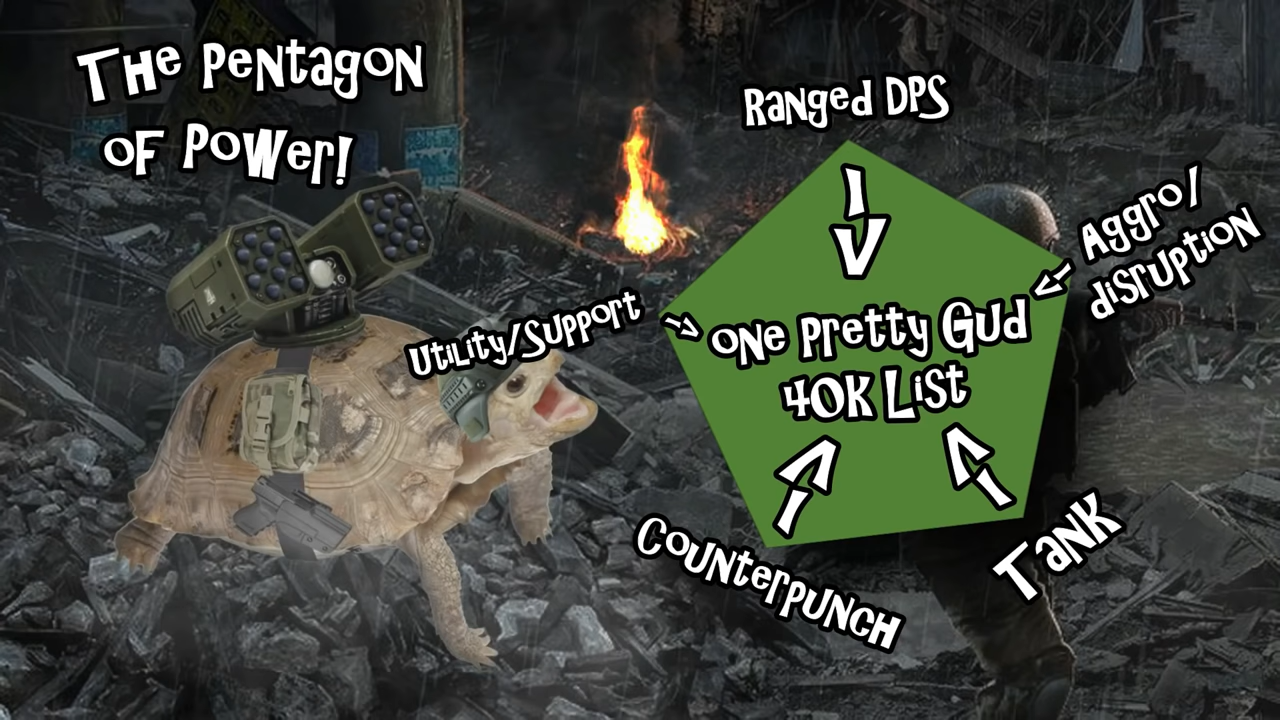 The Pentagon
of Power!
Ranged DPS
Aggro/
disruption
Utility/Support
One Pretty Gud
40K List
Counterpunch
Tank